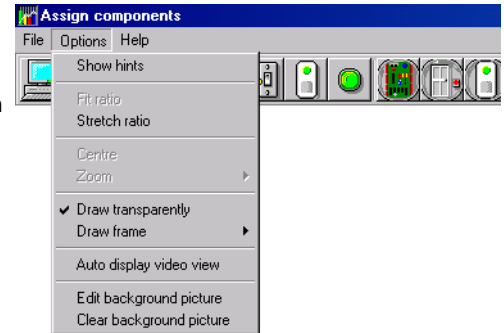 Assign components
File Options Help
Show hints
Fit ratio
Stretch ratio
Centre
Zoom
Draw transparently
Draw frame
Auto display video view
Edit background picture
Clear background picture